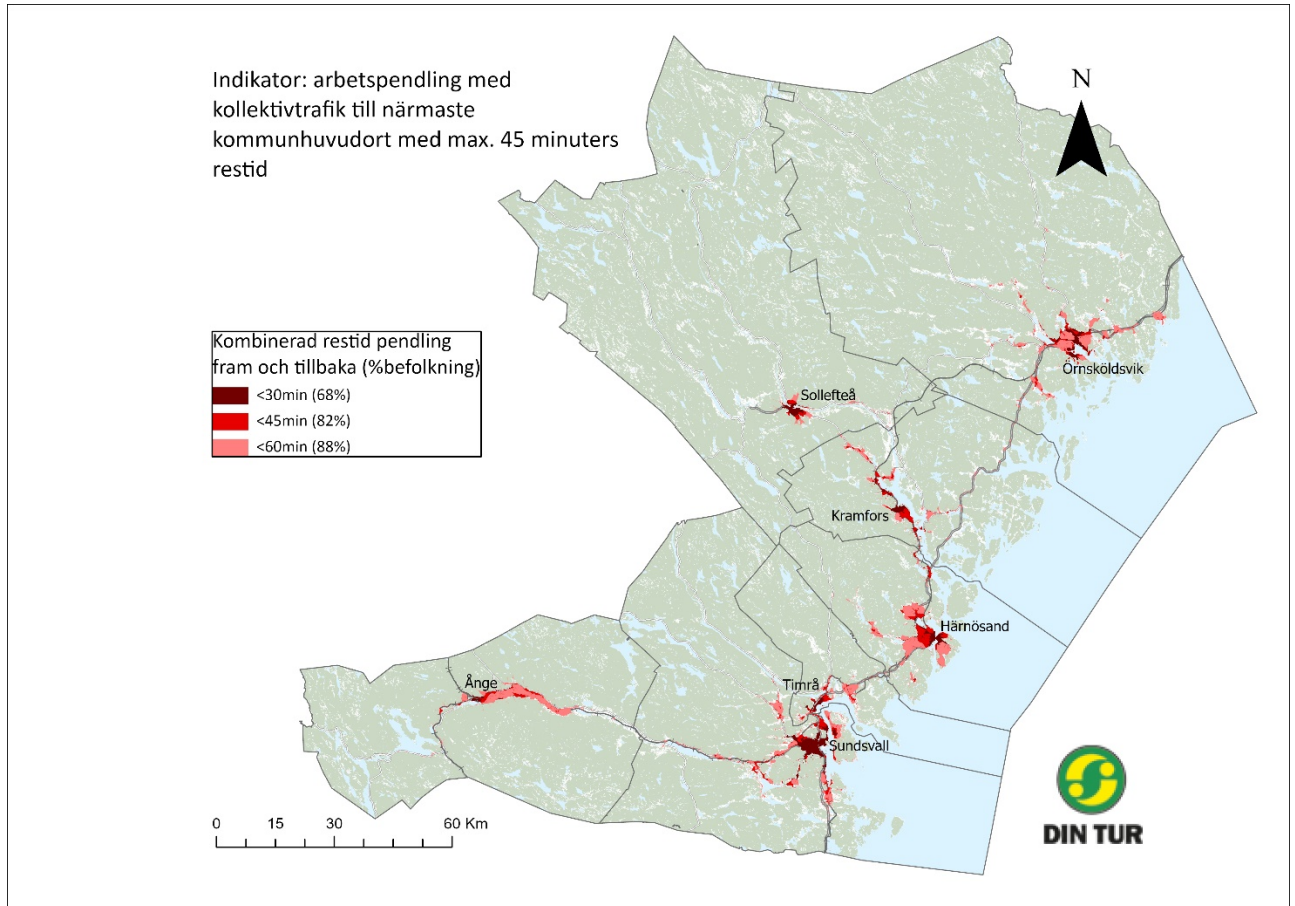 Indikator: arbetspendling med
kollektivtrafik till närmaste
kommunhuvudort med max. 45 minuters
restid
N
Kombinerad restid pendling
fram och tillbaka (%befolkning)
<30min (68%)
<45min (82%)
<60min (88%)
Örnsköldsvik
Sollefteå
Kramfors
Härnösand
Ånge
Timrå
Sundsvall
0 15 30 60 Km
DIN TUR